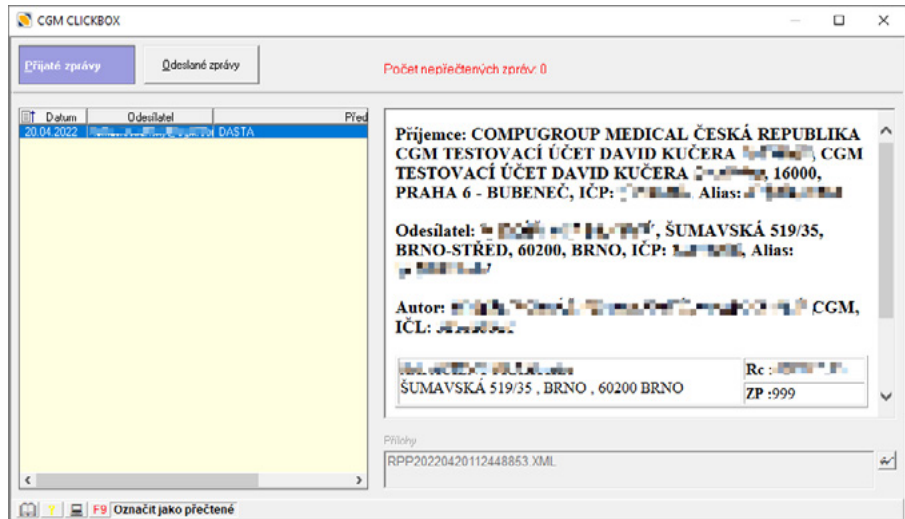 CGM CLICKBOX
Přijaté zprávy
Odeslané zprávy
Počet nepřečtených zpráv: 0
Datum Odesílatel Před
20.04.2022 DASTA
Příjemce: COMPUGROUP MEDICAL ČESKÁ REPUBLIKA
CGM TESTOVACÍ ÚČET DAVID KUČERA , CGM
TESTOVACÍ ÚČET DAVID KUČERA , 16000,
PRAHA 6 - BUBENEČ, IČP: Alias:
Odesílatel: , ŠUMAVSKÁ 519/35,
BRNO-STŘED, 60200, BRNO, IČP: , Alias:
Autor: CGM,
IČL:
Rc :
ŠUMAVSKÁ 519/35 , BRNO , 60200 BRNO
ZP :999
Přílohy
RPP20220420112448853.XML
F9 Označit jako přečtené